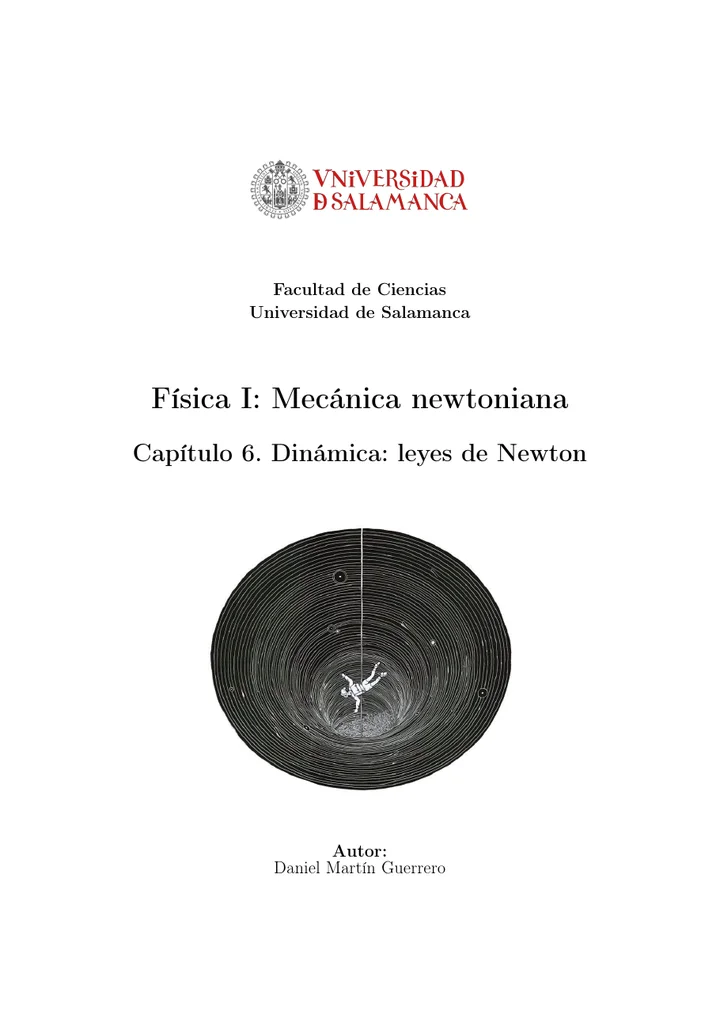 VNiVERSiDAD
D SALAMANCA
Facultad de Ciencias
Universidad de Salamanca
Física I: Mecánica newtoniana
Capítulo 6. Dinámica: leyes de Newton
Autor:
Daniel Martín Guerrero